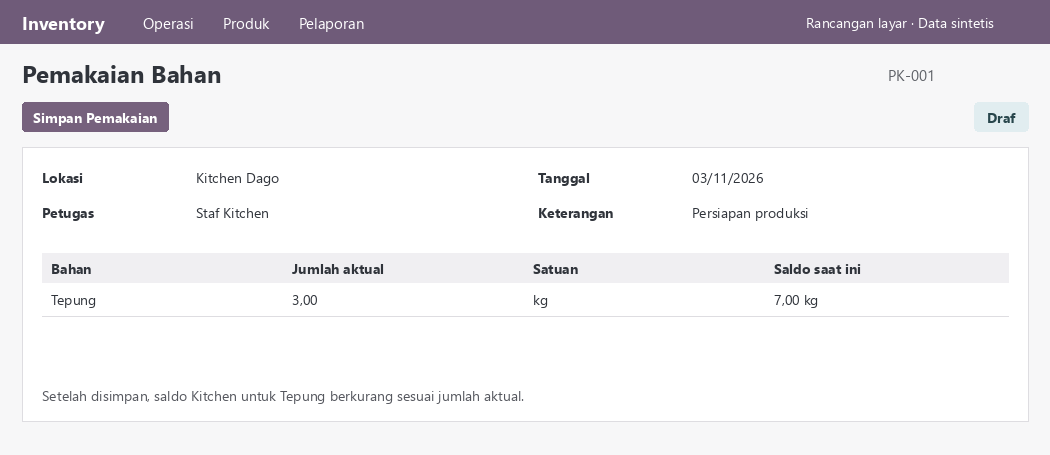 Inventory Operasi Produk Pelaporan Rancangan layar · Data sintetis
Pemakaian Bahan PK-001
Simpan Pemakaian Draf
Lokasi Kitchen Dago Tanggal 03/11/2026
Petugas Staf Kitchen Keterangan Persiapan produksi
Bahan Jumlah aktual Satuan Saldo saat ini
Tepung 3,00 kg 7,00 kg
Setelah disimpan, saldo Kitchen untuk Tepung berkurang sesuai jumlah aktual.